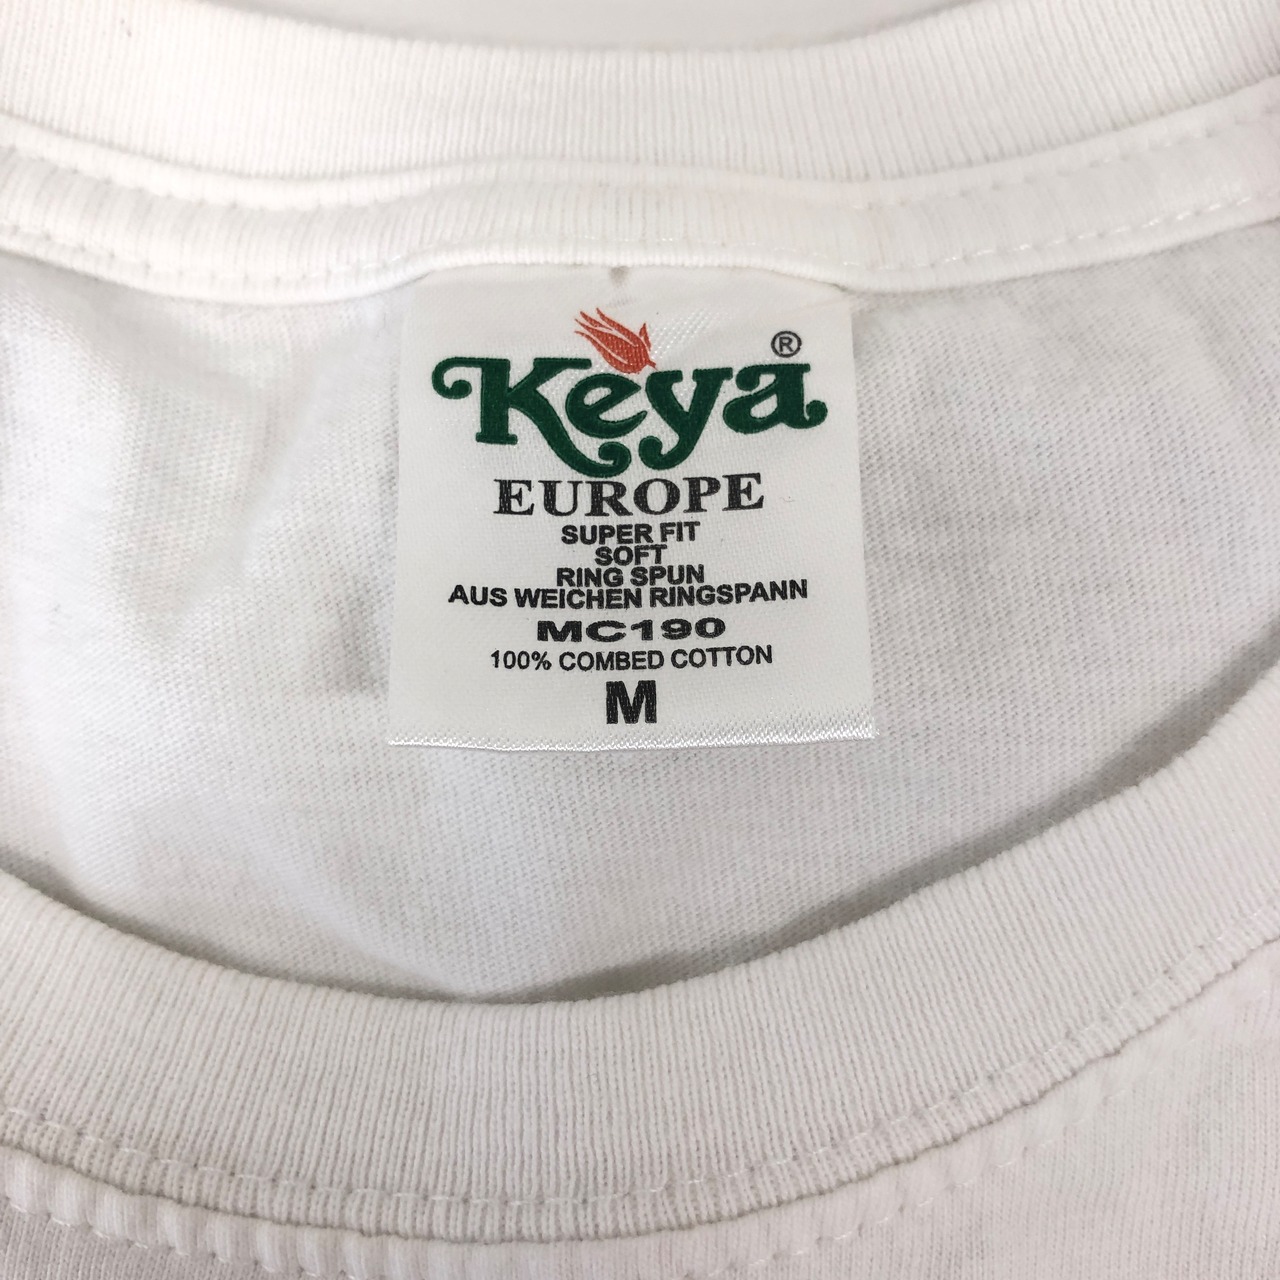 Keya®
EUROPE
SUPER FIT
SOFT
RING SPUN
AUS WEICHEN RINGSPANN
MC190
100% COMBED COTTON
M